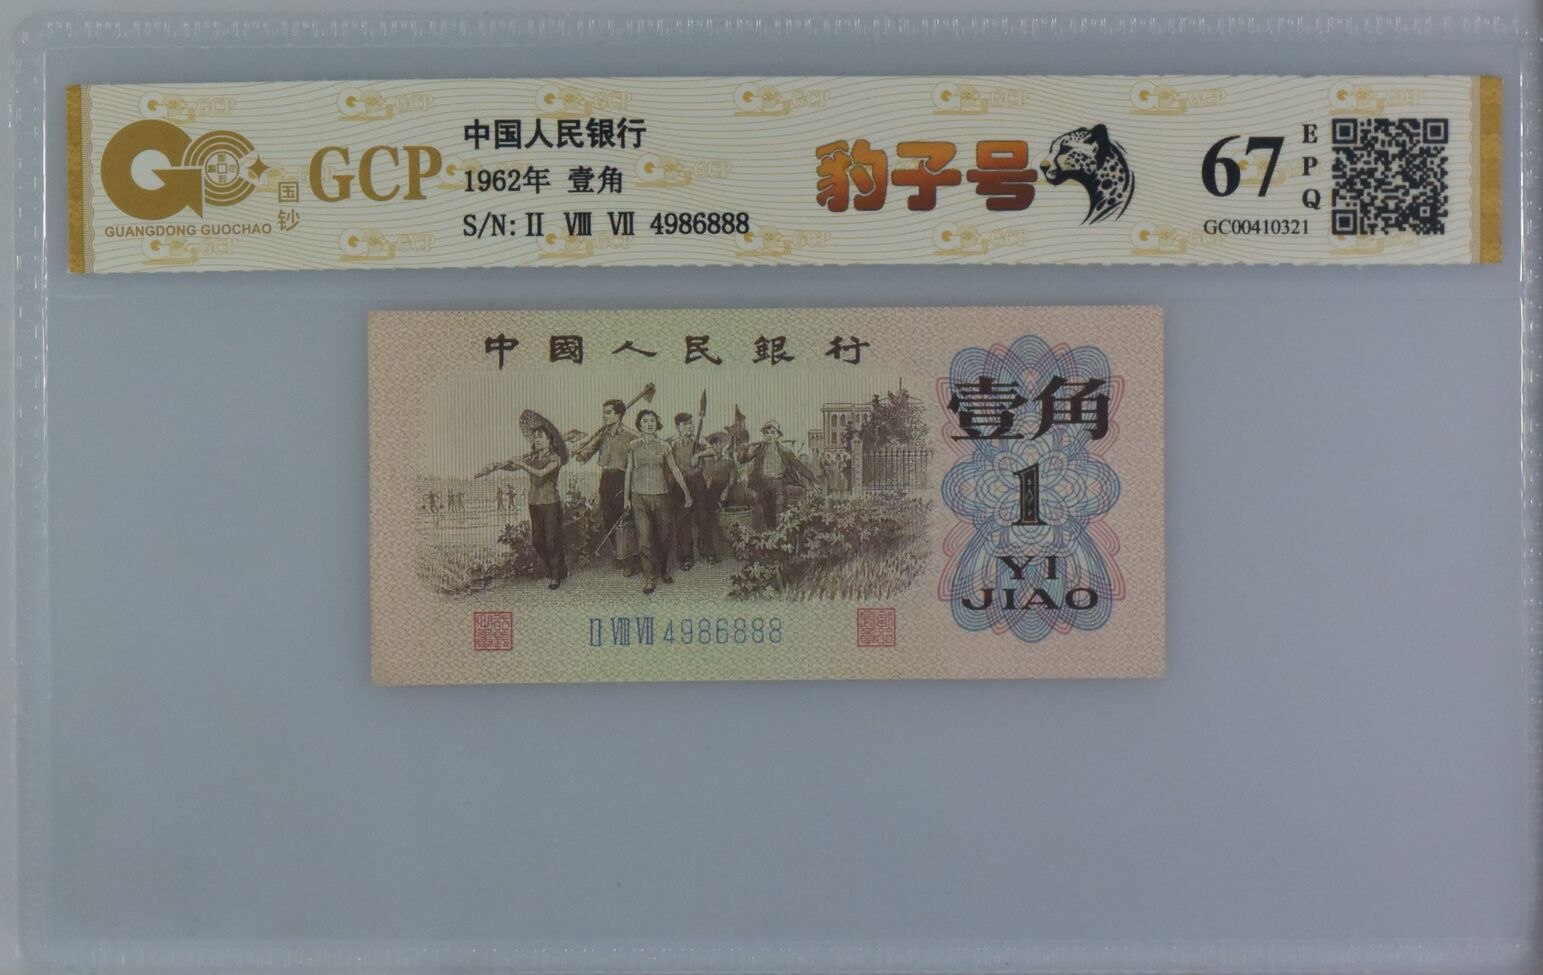 GUANGDONG GUOCHAO
国钞
GCP
中国人民银行
1962年 壹角
S/N: II VIII VII 4986888
豹子号
67
EPQ
GC00410321
中國人民銀行
壹角
1
YI
JIAO
II VIII VII 4986888